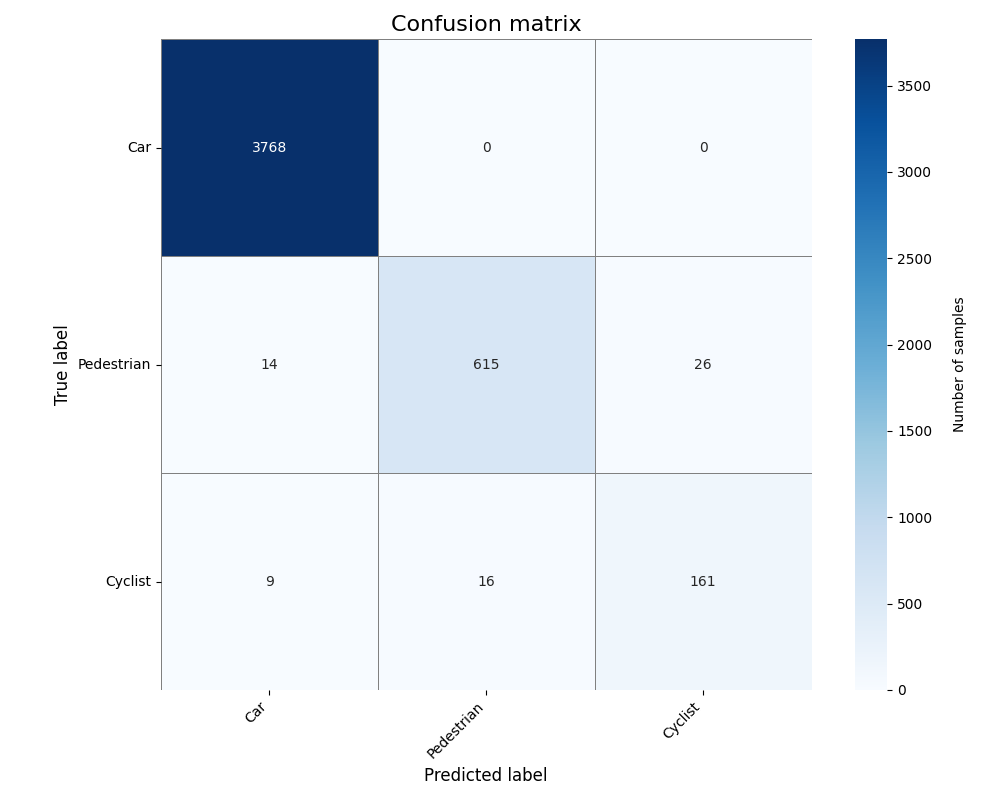 Confusion matrix
Car
3768
0
0
Pedestrian
14
615
26
Cyclist
9
16
161
True label
Car
Pedestrian
Cyclist
Predicted label
3500
3000
2500
2000
1500
1000
500
0
Number of samples